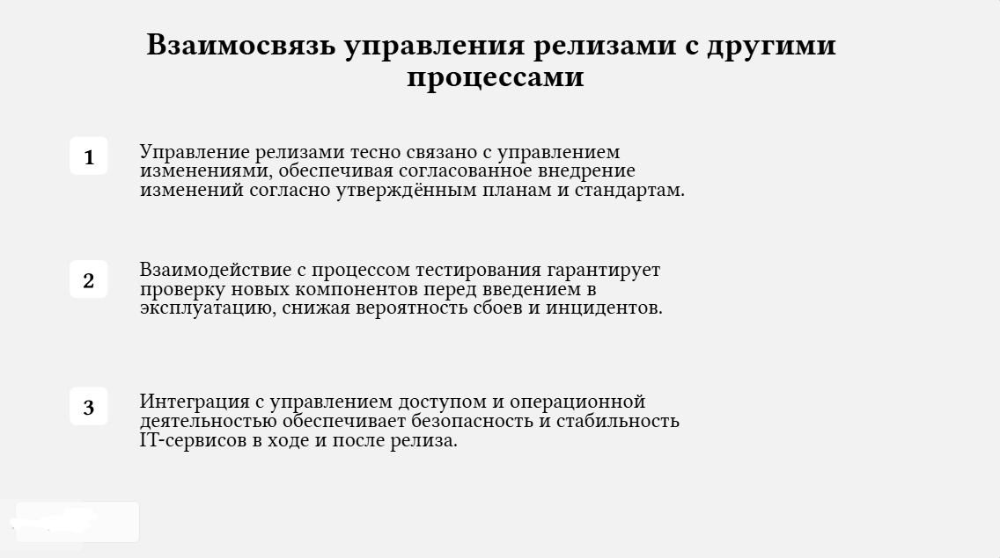 Взаимосвязь управления релизами с другими
процессами
1
Управление релизами тесно связано с управлением
изменениями, обеспечивая согласованное внедрение
изменений согласно утверждённым планам и стандартам.
2
Взаимодействие с процессом тестирования гарантирует
проверку новых компонентов перед введением в
эксплуатацию, снижая вероятность сбоев и инцидентов.
3
Интеграция с управлением доступом и операционной
деятельностью обеспечивает безопасность и стабильность
IT-сервисов в ходе и после релиза.